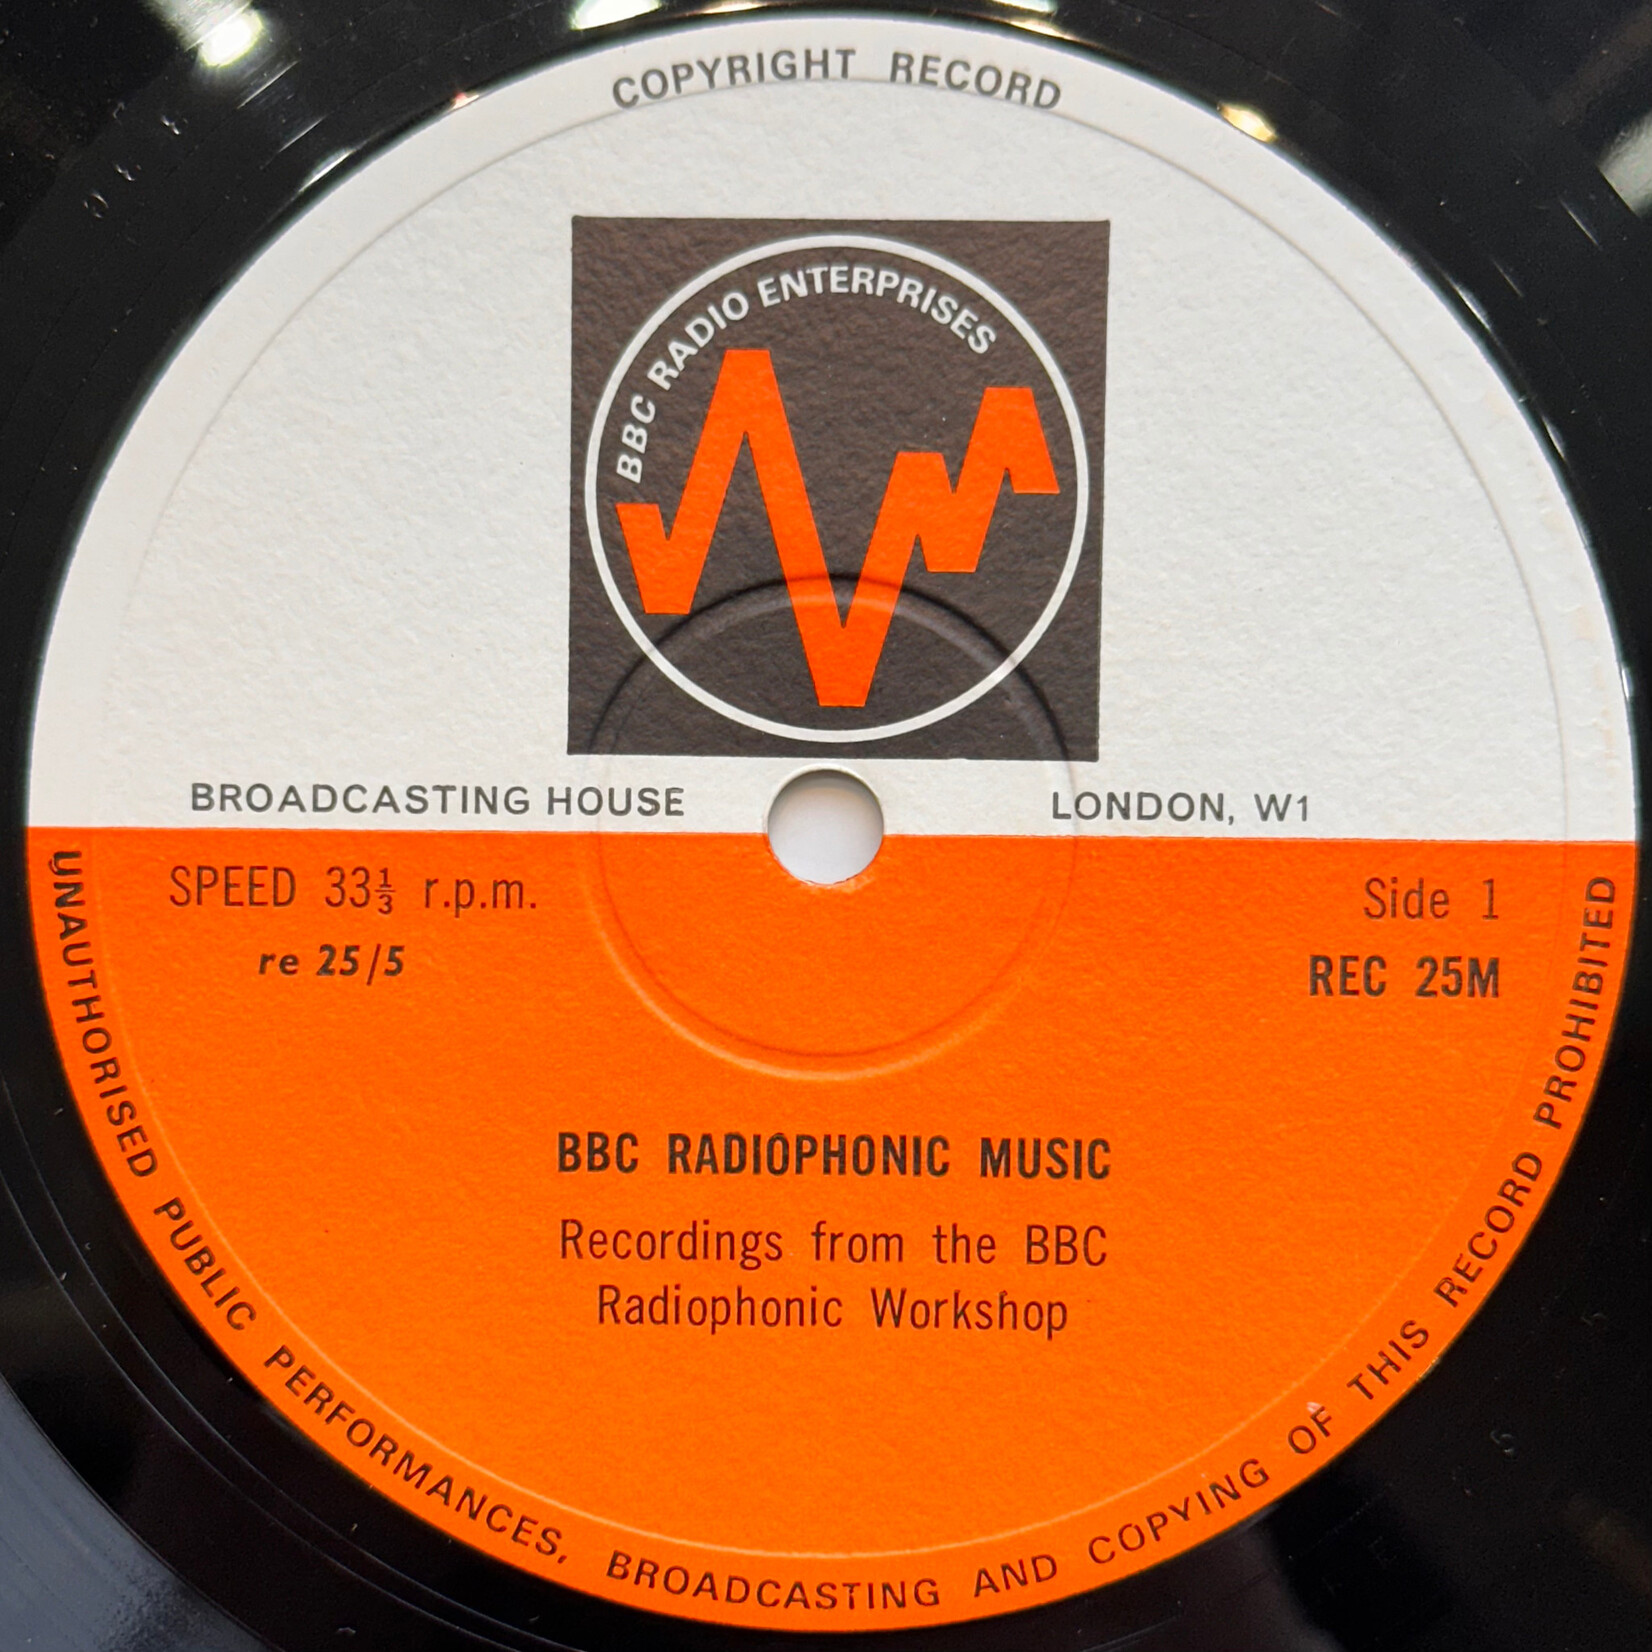 COPYRIGHT RECORD
BBC RADIO ENTERPRISES
BROADCASTING HOUSE LONDON, W1
SPEED 33⅓ r.p.m. Side 1
re 25/5 REC 25M
BBC RADIOPHONIC MUSIC
Recordings from the BBC
Radiophonic Workshop
UNAUTHORISED PUBLIC PERFORMANCES, BROADCASTING AND COPYING OF THIS RECORD PROHIBITED